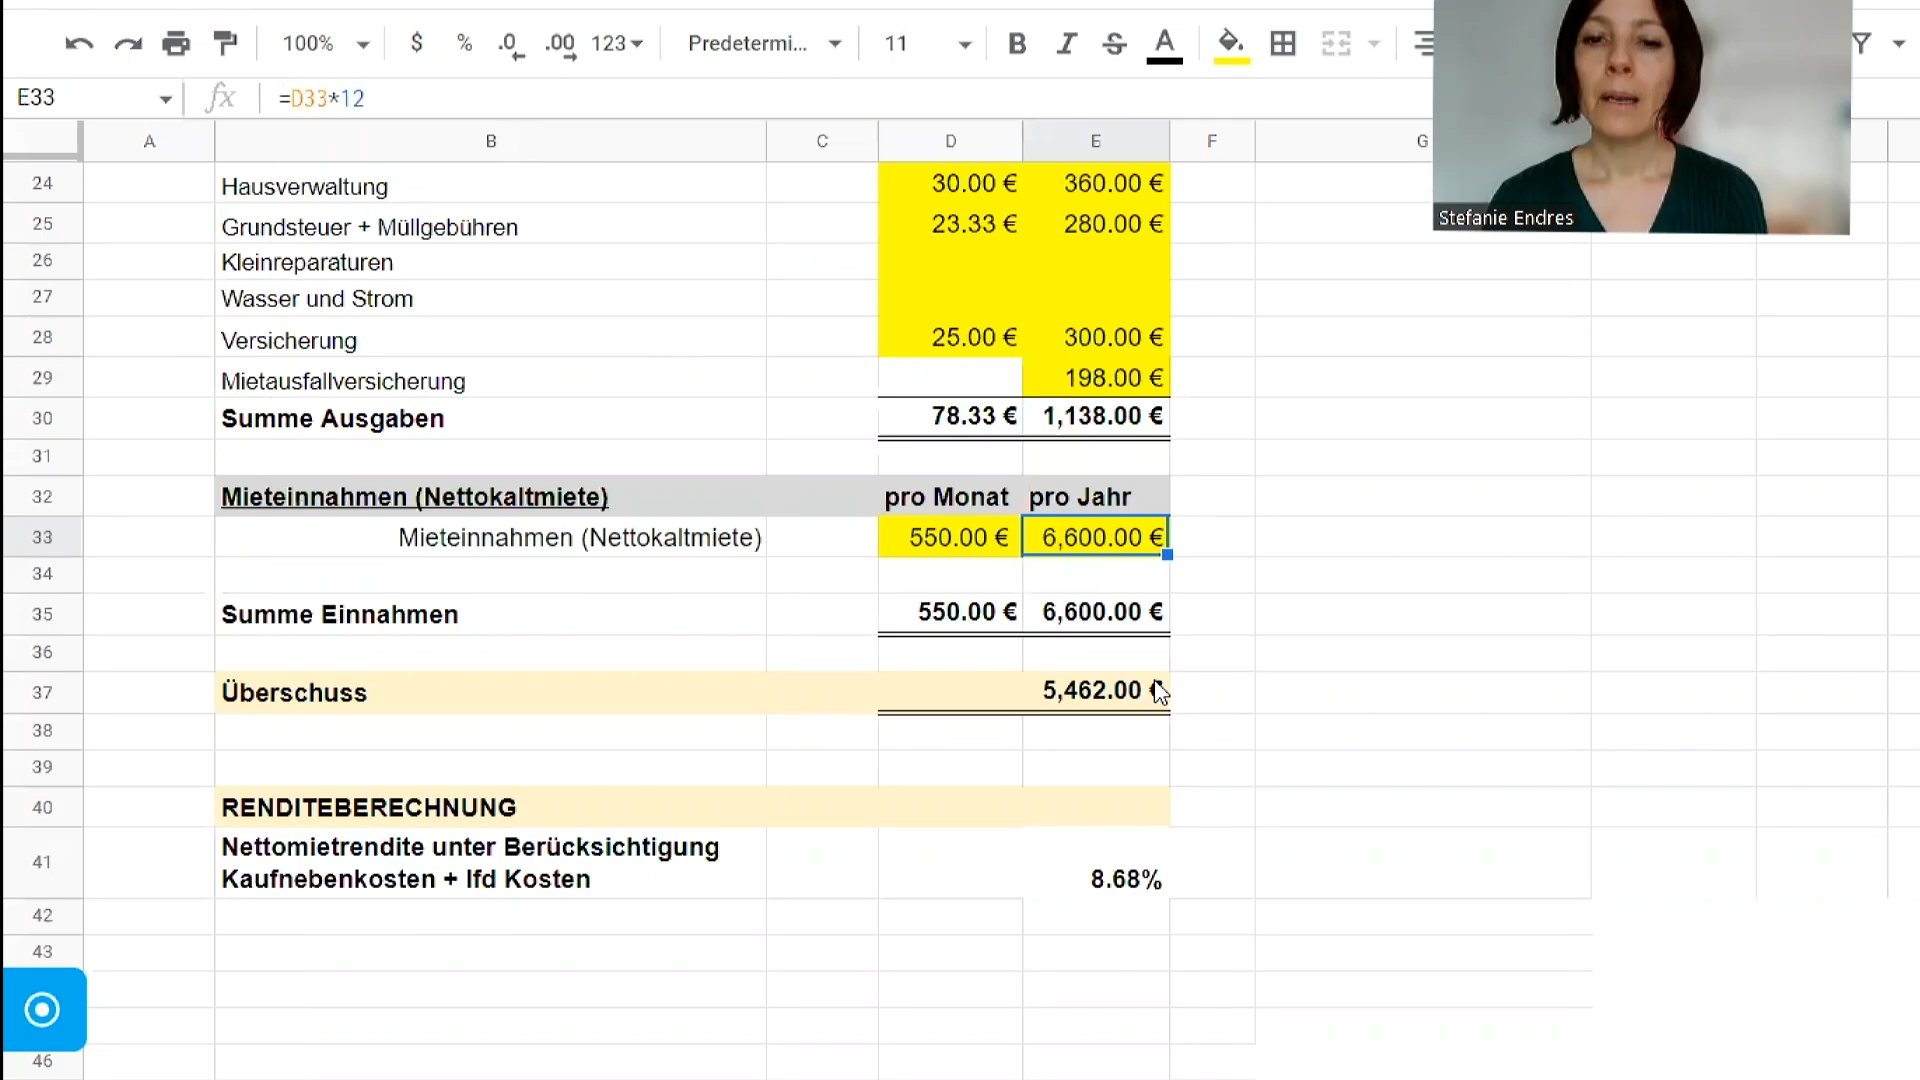 100%
$
%
.0
.00
123
Predetermi...
11
B
I
S
A
E33
fx
=D33*12
A B C D E F G
24 Hausverwaltung 30.00 € 360.00 €
25 Grundsteuer + Müllgebühren 23.33 € 280.00 €
26 Kleinreparaturen
27 Wasser und Strom
28 Versicherung 25.00 € 300.00 €
29 Mietausfallversicherung 198.00 €
30 Summe Ausgaben 78.33 € 1,138.00 €
31
32 Mieteinnahmen (Nettokaltmiete) pro Monat pro Jahr
33 Mieteinnahmen (Nettokaltmiete) 550.00 € 6,600.00 €
34
35 Summe Einnahmen 550.00 € 6,600.00 €
36
37 Überschuss 5,462.00 €
38
39
40 RENDITEBERECHNUNG
41 Nettomietrendite unter Berücksichtigung
Kaufnebenkosten + lfd Kosten 8.68%
42
43
46
Stefanie Endres